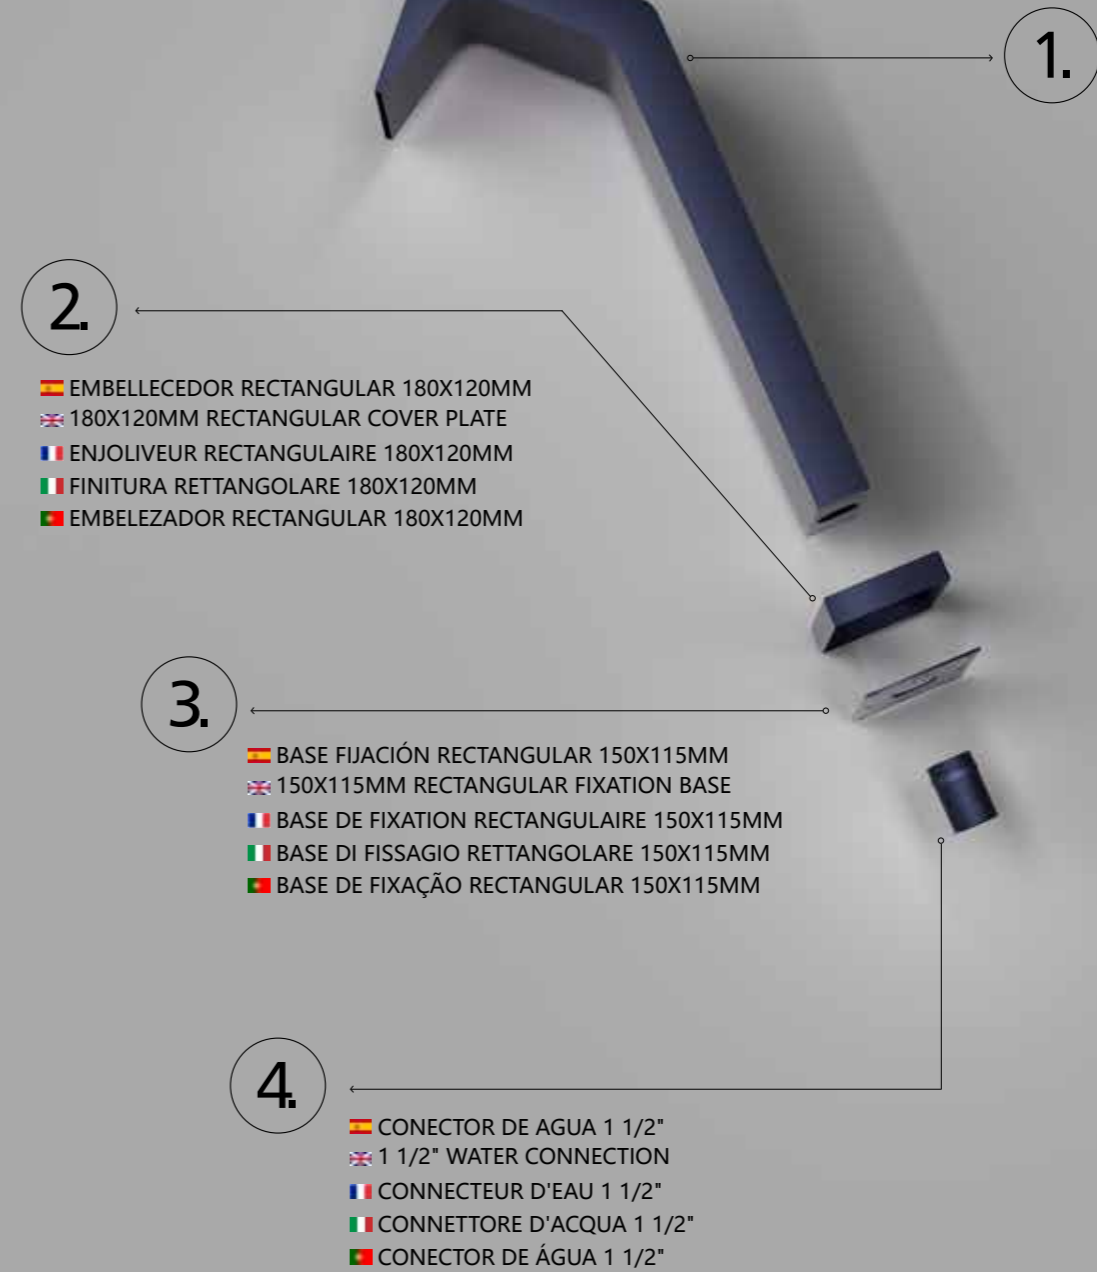 1.
2.
EMBELLECEDOR RECTANGULAR 180X120MM
180X120MM RECTANGULAR COVER PLATE
ENJOLIVEUR RECTANGULAIRE 180X120MM
FINITURA RETTANGOLARE 180X120MM
EMBELEZADOR RECTANGULAR 180X120MM
3.
BASE FIJACIÓN RECTANGULAR 150X115MM
150X115MM RECTANGULAR FIXATION BASE
BASE DE FIXATION RECTANGULAIRE 150X115MM
BASE DI FISSAGIO RETTANGOLARE 150X115MM
BASE DE FIXAÇÃO RECTANGULAR 150X115MM
4.
CONECTOR DE AGUA 1 1/2"
1 1/2" WATER CONNECTION
CONNECTEUR D'EAU 1 1/2"
CONNETTORE D'ACQUA 1 1/2"
CONECTOR DE ÁGUA 1 1/2"